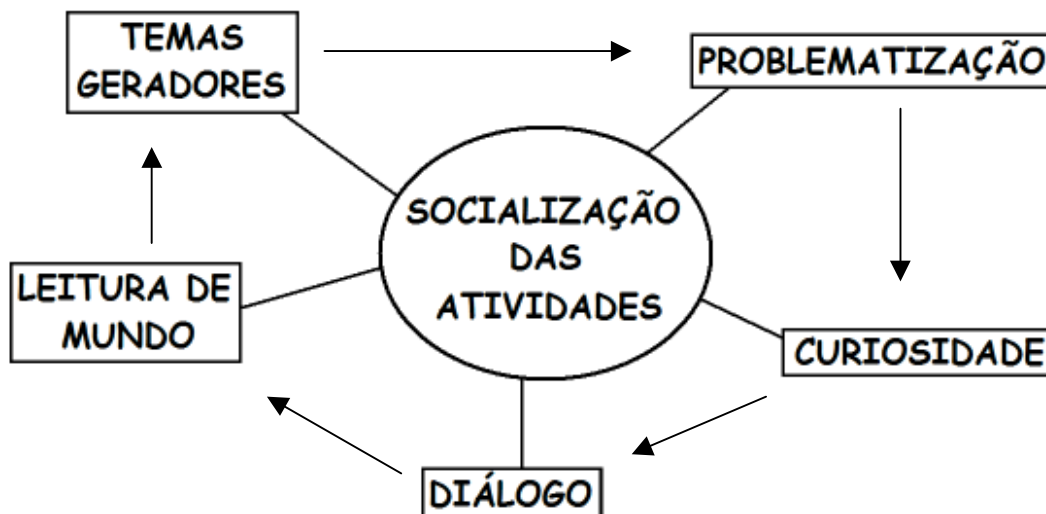 TEMAS
GERADORES
PROBLEMATIZAÇÃO
SOCIALIZAÇÃO
DAS
ATIVIDADES
LEITURA DE
MUNDO
CURIOSIDADE
DIÁLOGO